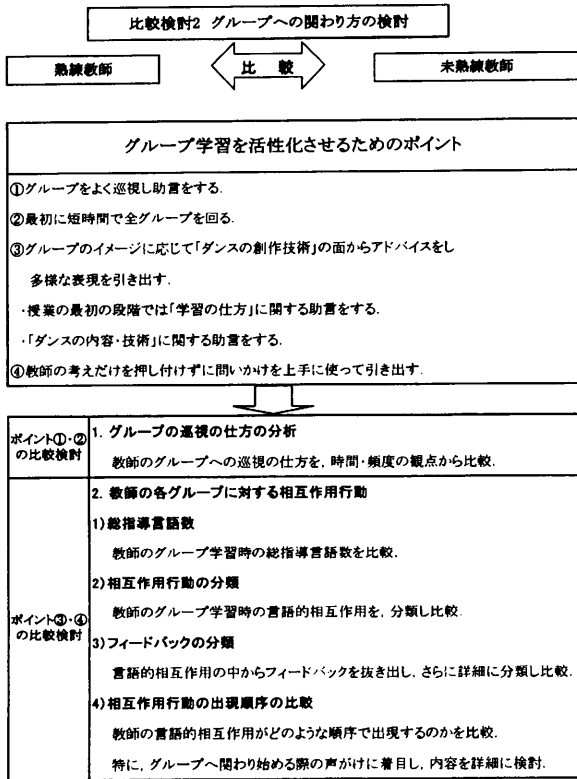 比較検討2 グループへの関わり方の検討
熟練教師
比 較
未熟練教師
グループ学習を活性化させるためのポイント
①グループをよく巡視し助言をする.
②最初に短時間で全グループを回る.
③グループのイメージに応じて「ダンスの創作技術」の面からアドバイスをし
多様な表現を引き出す.
・授業の最初の段階では「学習の仕方」に関する助言をする.
・「ダンスの内容・技術」に関する助言をする.
④教師の考えだけを押し付けずに問いかけを上手に使って引き出す.
ポイント①・②
の比較検討
1. グループの巡視の仕方の分析
教師のグループへの巡視の仕方を, 時間・頻度の観点から比較.
ポイント③・④
の比較検討
2. 教師の各グループに対する相互作用行動
1)総指導言語数
教師のグループ学習時の総指導言語数を比較.
2)相互作用行動の分類
教師のグループ学習時の言語的相互作用を, 分類し比較.
3)フィードバックの分類
言語的相互作用の中からフィードバックを抜き出し, さらに詳細に分類し比較.
4)相互作用行動の出現順序の比較
教師の言語的相互作用がどのような順序で出現するのかを比較.
特に, グループへ関わり始める際の声がけに着目し, 内容を詳細に検討.